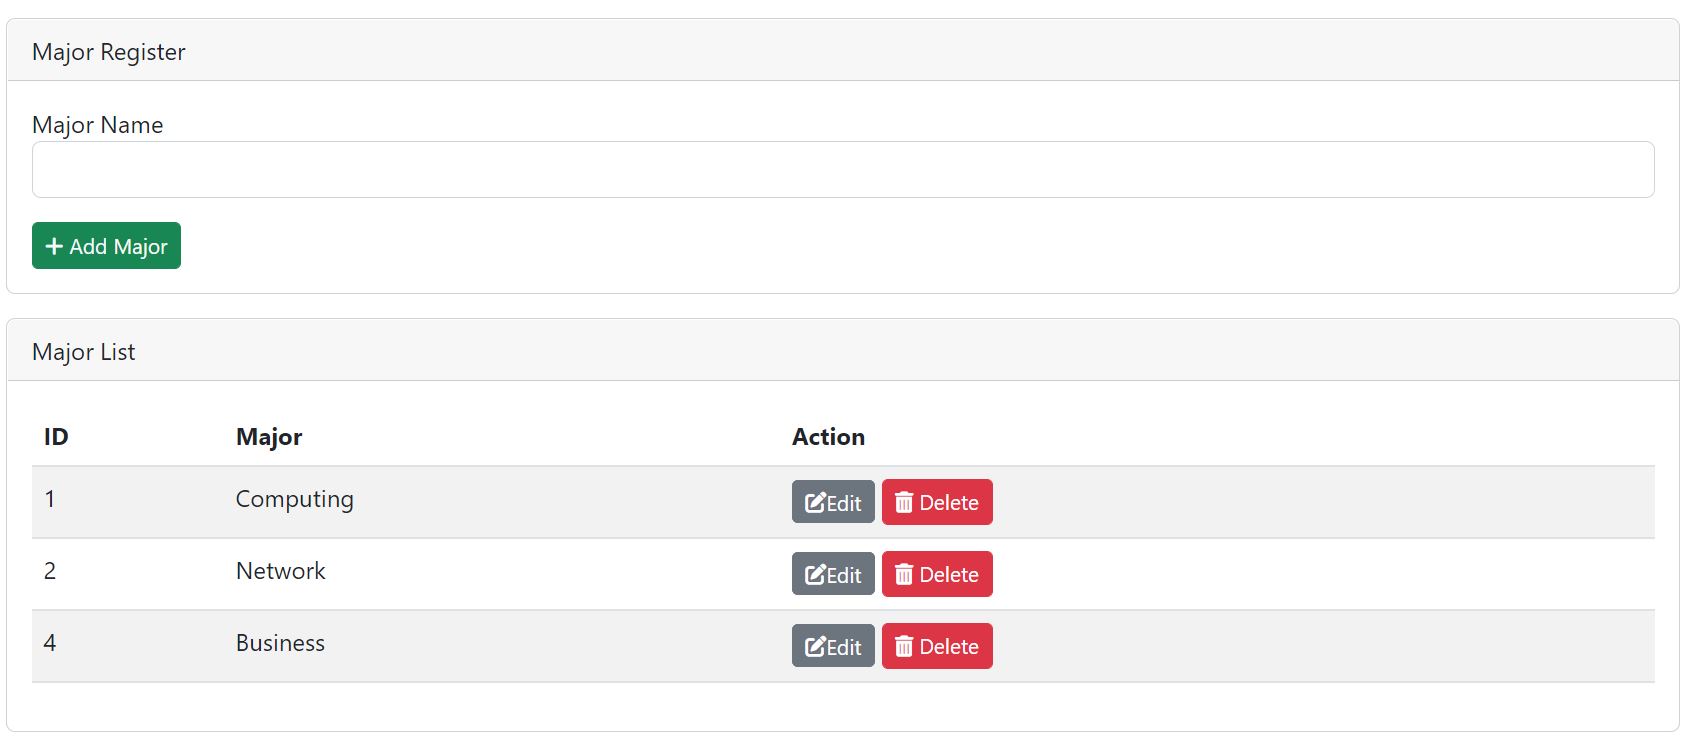 Major Register
Major Name
+ Add Major
Major List
ID Major Action
1 Computing Edit Delete
2 Network Edit Delete
4 Business Edit Delete